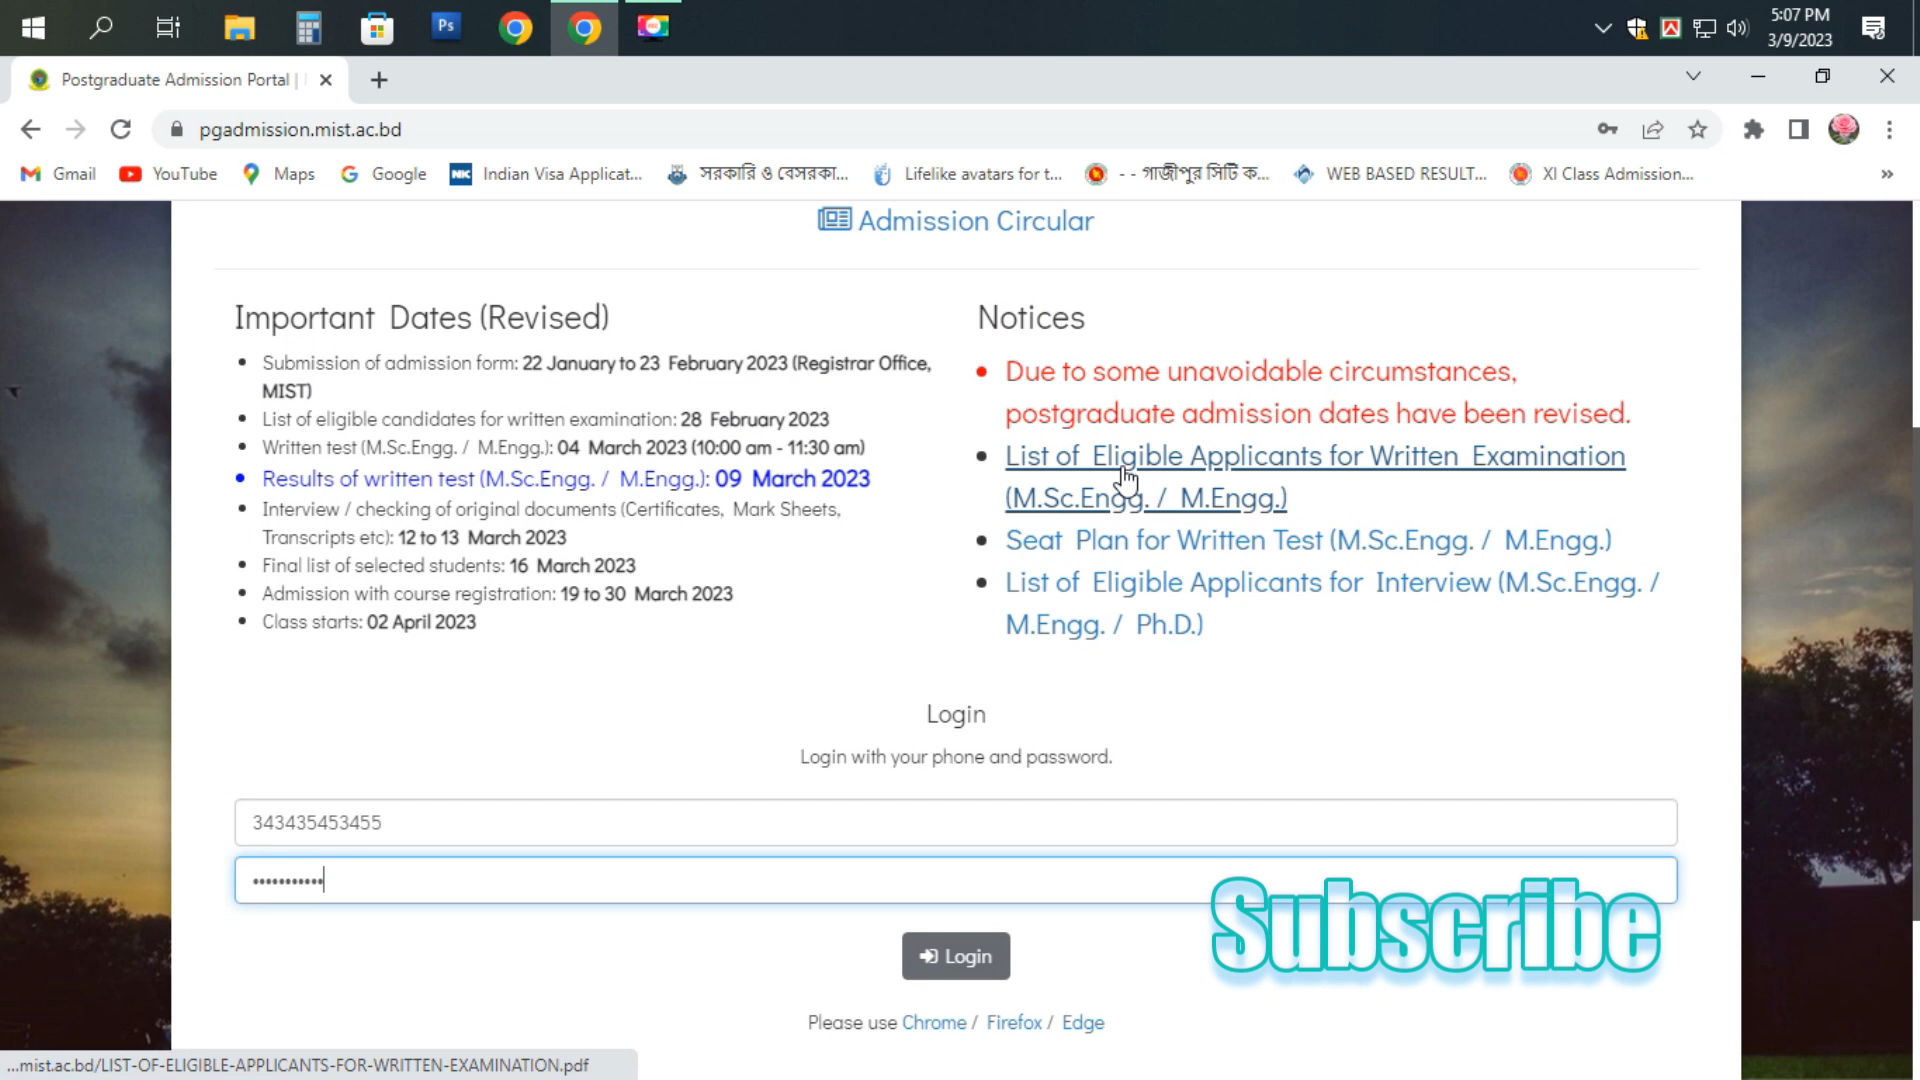 Ps
5:07 PM
3/9/2023
Postgraduate Admission Portal |
pgadmission.mist.ac.bd
Gmail
YouTube
Maps
Google
NK Indian Visa Applicat...
সরকারি ও বেসরকা...
Lifelike avatars for t...
- - গাজীপুর সিটি ক...
WEB BASED RESULT...
XI Class Admission...
Admission Circular
Important Dates (Revised)
Submission of admission form: 22 January to 23 February 2023 (Registrar Office,
MIST)
List of eligible candidates for written examination: 28 February 2023
Written test (M.Sc.Engg. / M.Engg.): 04 March 2023 (10:00 am - 11:30 am)
Results of written test (M.Sc.Engg. / M.Engg.): 09 March 2023
Interview / checking of original documents (Certificates, Mark Sheets,
Transcripts etc): 12 to 13 March 2023
Final list of selected students: 16 March 2023
Admission with course registration: 19 to 30 March 2023
Class starts: 02 April 2023
Notices
Due to some unavoidable circumstances,
postgraduate admission dates have been revised.
List of Eligible Applicants for Written Examination
(M.Sc.Engg. / M.Engg.)
Seat Plan for Written Test (M.Sc.Engg. / M.Engg.)
List of Eligible Applicants for Interview (M.Sc.Engg. /
M.Engg. / Ph.D.)
Login
Login with your phone and password.
343435453455
•••••••••••
Subscribe
Login
Please use Chrome / Firefox / Edge
...mist.ac.bd/LIST-OF-ELIGIBLE-APPLICANTS-FOR-WRITTEN-EXAMINATION.pdf